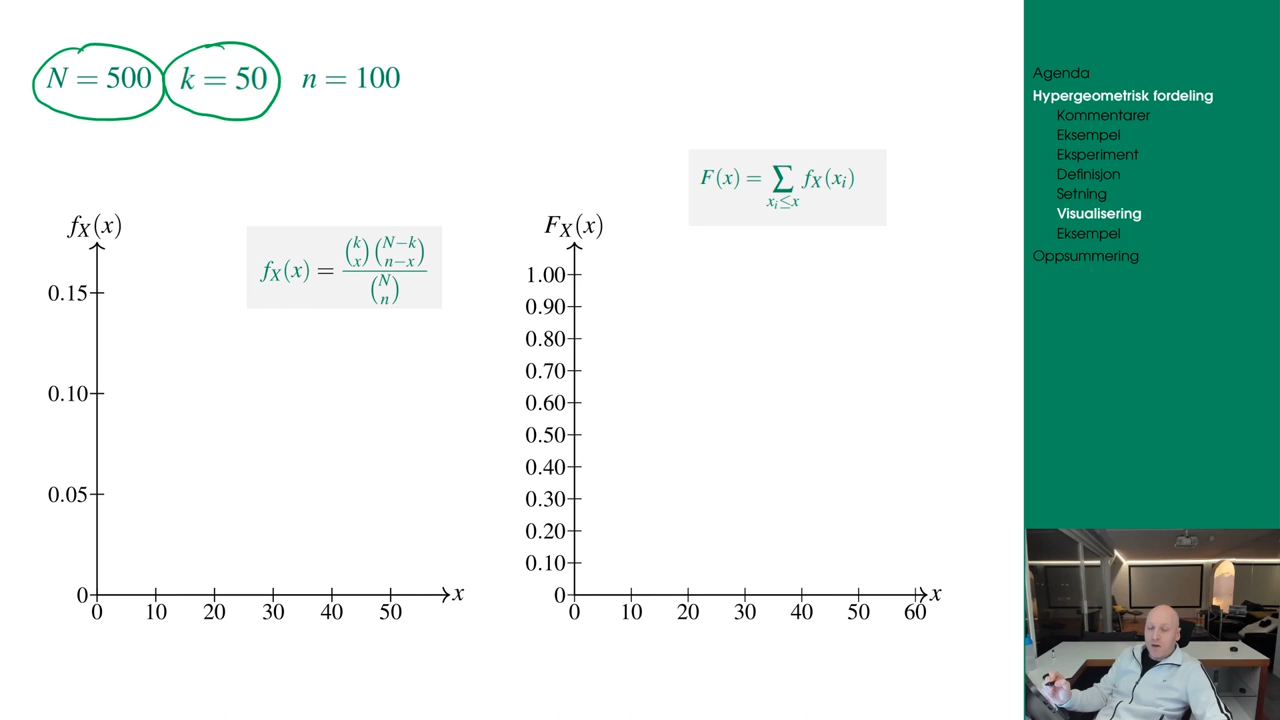 N = 500 k = 50 n = 100
F(x) = ∑ f_X(x_i)
x_i ≤ x
f_X(x)
f_X(x) = \frac{\binom{k}{x}\binom{N-k}{n-x}}{\binom{N}{n}}
0.15
0.10
0.05
0
0 10 20 30 40 50
x
F_X(x)
1.00
0.90
0.80
0.70
0.60
0.50
0.40
0.30
0.20
0.10
0
0 10 20 30 40 50 60
x
Agenda
Hypergeometrisk fordeling
Kommentarer
Eksempel
Eksperiment
Definisjon
Setning
Visualisering
Eksempel
Oppsummering